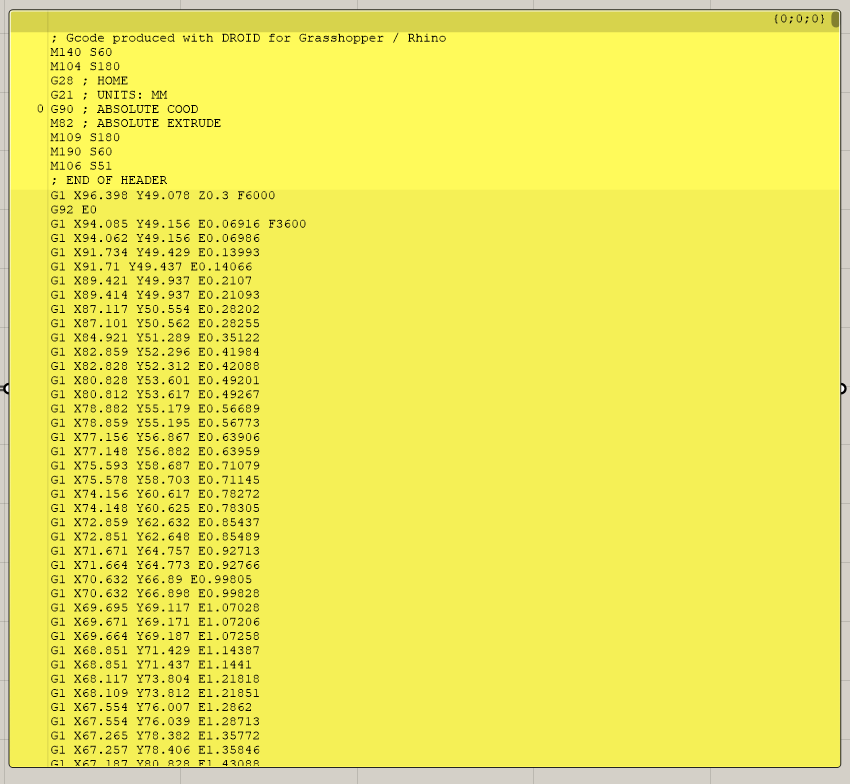 {0;0;0}
; Gcode produced with DROID for Grasshopper / Rhino
M140 S60
M104 S180
G28 ; HOME
G21 ; UNITS: MM
0 G90 ; ABSOLUTE COOD
M82 ; ABSOLUTE EXTRUDE
M109 S180
M190 S60
M106 S51
; END OF HEADER
G1 X96.398 Y49.078 Z0.3 F6000
G92 E0
G1 X94.085 Y49.156 E0.06916 F3600
G1 X94.062 Y49.156 E0.06986
G1 X91.734 Y49.429 E0.13993
G1 X91.71 Y49.437 E0.14066
G1 X89.421 Y49.937 E0.2107
G1 X89.414 Y49.937 E0.21093
G1 X87.117 Y50.554 E0.28202
G1 X87.101 Y50.562 E0.28255
G1 X84.921 Y51.289 E0.35122
G1 X82.859 Y52.296 E0.41984
G1 X82.828 Y52.312 E0.42088
G1 X80.828 Y53.601 E0.49201
G1 X80.812 Y53.617 E0.49267
G1 X78.882 Y55.179 E0.56689
G1 X78.859 Y55.195 E0.56773
G1 X77.156 Y56.867 E0.63906
G1 X77.148 Y56.882 E0.63959
G1 X75.593 Y58.687 E0.71079
G1 X75.578 Y58.703 E0.71145
G1 X74.156 Y60.617 E0.78272
G1 X74.148 Y60.625 E0.78305
G1 X72.859 Y62.632 E0.85437
G1 X72.851 Y62.648 E0.85489
G1 X71.671 Y64.757 E0.92713
G1 X71.664 Y64.773 E0.92766
G1 X70.632 Y66.89 E0.99805
G1 X70.632 Y66.898 E0.99828
G1 X69.695 Y69.117 E1.07028
G1 X69.671 Y69.171 E1.07206
G1 X69.664 Y69.187 E1.07258
G1 X68.851 Y71.429 E1.14387
G1 X68.851 Y71.437 E1.1441
G1 X68.117 Y73.804 E1.21818
G1 X68.109 Y73.812 E1.21851
G1 X67.554 Y76.007 E1.2862
G1 X67.554 Y76.039 E1.28713
G1 X67.265 Y78.382 E1.35772
G1 X67.257 Y78.406 E1.35846
G1 X67.187 Y80.828 E1.43088